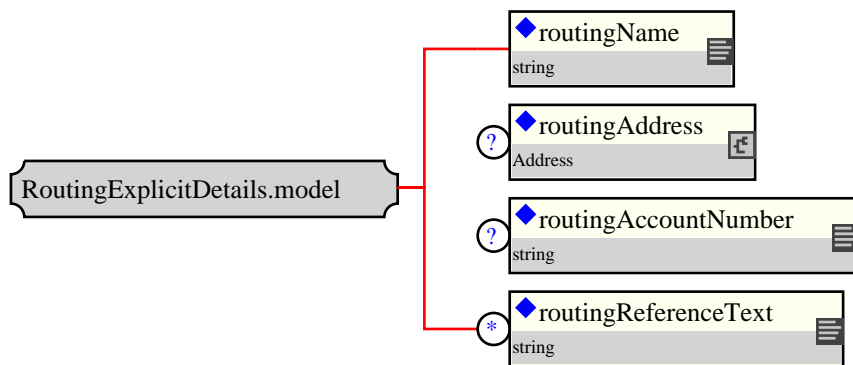 routingName
string
routingAddress
?
Address
RoutingExplicitDetails.model
routingAccountNumber
?
string
routingReferenceText
*
string